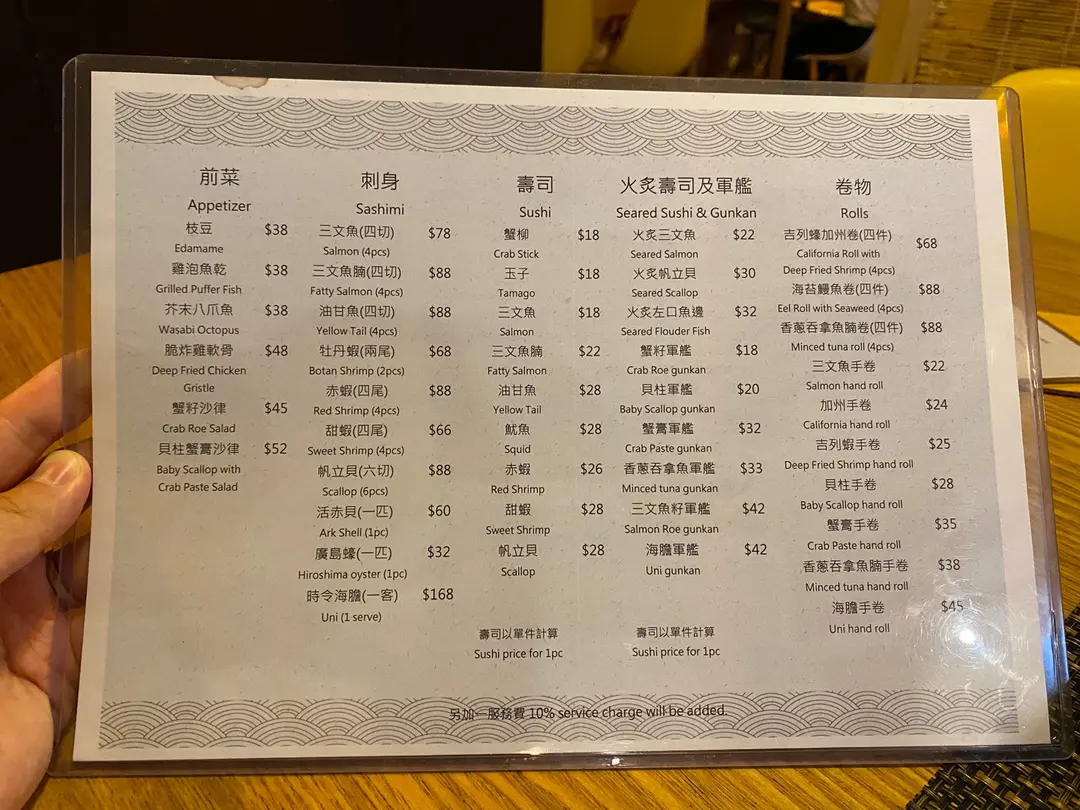 前菜
Appetizer
枝豆 $38
Edamame
雞泡魚乾 $38
Grilled Puffer Fish
芥末八爪魚 $38
Wasabi Octopus
脆炸雞軟骨 $48
Deep Fried Chicken
Gristle
蟹籽沙律 $45
Crab Roe Salad
貝柱蟹膏沙律 $52
Baby Scallop with
Crab Paste Salad
刺身
Sashimi
三文魚(四切) $78
Salmon (4pcs)
三文魚腩(四切) $88
Fatty Salmon (4pcs)
油甘魚(四切) $88
Yellow Tail (4pcs)
牡丹蝦(兩尾) $68
Botan Shrimp (2pcs)
赤蝦(四尾) $88
Red Shrimp (4pcs)
甜蝦(四尾) $66
Sweet Shrimp (4pcs)
帆立貝(六切) $88
Scallop (6pcs)
活赤貝(一匹) $60
Ark Shell (1pc)
廣島蠔(一匹) $32
Hiroshima oyster (1pc)
時令海膽(一客) $168
Uni (1 serve)
壽司
Sushi
蟹柳 $18
Crab Stick
玉子 $18
Tamago
三文魚 $18
Salmon
三文魚腩 $22
Fatty Salmon
油甘魚 $28
Yellow Tail
魷魚 $28
Squid
赤蝦 $26
Red Shrimp
甜蝦 $28
Sweet Shrimp
帆立貝 $28
Scallop
壽司以單件計算
Sushi price for 1pc
火炙壽司及軍艦
Seared Sushi & Gunkan
火炙三文魚 $22
Seared Salmon
火炙帆立貝 $30
Seared Scallop
火炙左口魚邊 $32
Seared Flouder Fish
蟹籽軍艦 $18
Crab Roe gunkan
貝柱軍艦 $20
Baby Scallop gunkan
蟹膏軍艦 $32
Crab Paste gunkan
香蔥吞拿魚軍艦 $33
Minced tuna gunkan
三文魚籽軍艦 $42
Salmon Roe gunkan
海膽軍艦 $42
Uni gunkan
壽司以單件計算
Sushi price for 1pc
卷物
Rolls
吉列蝦加州卷(四件) $68
California Roll with
Deep Fried Shrimp (4pcs)
海苔鰻魚卷(四件) $88
Eel Roll with Seaweed (4pcs)
香蔥吞拿魚腩卷(四件) $88
Minced tuna roll (4pcs)
三文魚手卷 $22
Salmon hand roll
加州手卷 $24
California hand roll
吉列蝦手卷 $25
Deep Fried Shrimp hand roll
貝柱手卷 $28
Baby Scallop hand roll
蟹膏手卷 $35
Crab Paste hand roll
香蔥吞拿魚腩手卷 $38
Minced tuna hand roll
海膽手卷 $45
Uni hand roll
另加一服務費 10% service charge will be added.